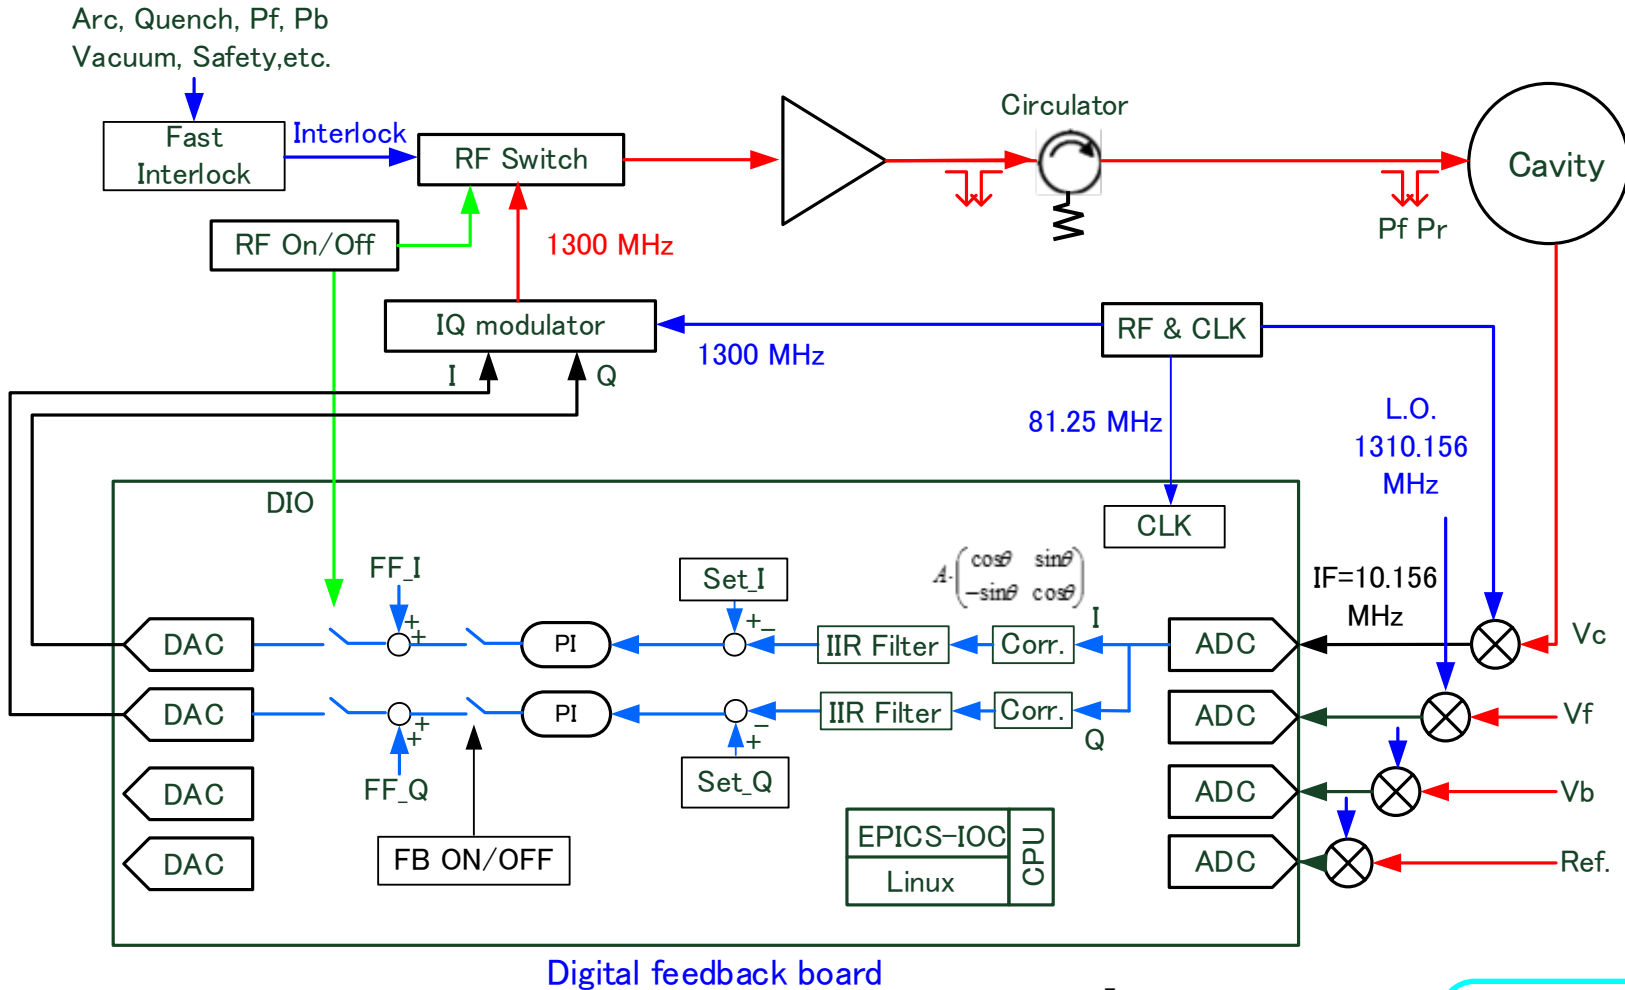 Arc, Quench, Pf, Pb
Vacuum, Safety,etc.
Fast
Interlock
Interlock
RF Switch
Circulator
Cavity
Pf Pr
RF On/Off
1300 MHz
IQ modulator
I
Q
1300 MHz
RF & CLK
81.25 MHz
L.O.
1310.156
MHz
DIO
CLK
FF_I
Set_I
A·(cosθ sinθ
−sinθ cosθ)
IF=10.156
MHz
DAC
+
+
PI
+
−
IIR Filter
Corr.
I
ADC
Vc
DAC
+
+
PI
−
+
IIR Filter
Corr.
Q
ADC
Vf
FF_Q
Set_Q
DAC
ADC
Vb
DAC
FB ON/OFF
EPICS-IOC
Linux
CPU
ADC
Ref.
Digital feedback board